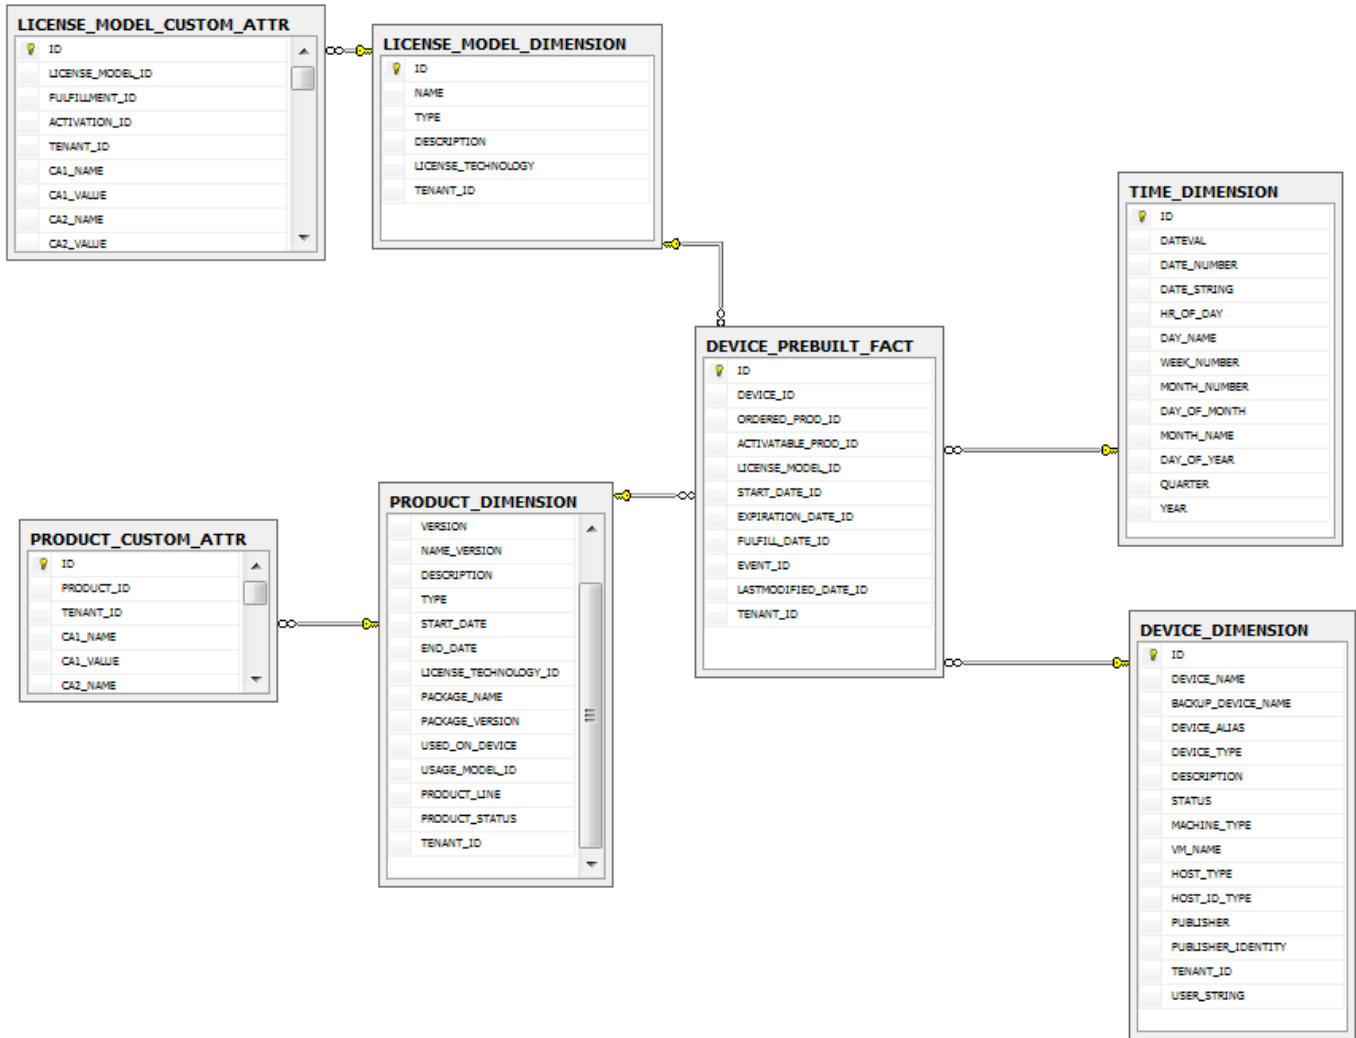 LICENSE_MODEL_CUSTOM_ATTR
ID
LICENSE_MODEL_ID
FULFILLMENT_ID
ACTIVATION_ID
TENANT_ID
CA1_NAME
CA1_VALUE
CA2_NAME
CA2_VALUE
LICENSE_MODEL_DIMENSION
ID
NAME
TYPE
DESCRIPTION
LICENSE_TECHNOLOGY
TENANT_ID
TIME_DIMENSION
ID
DATEVAL
DATE_NUMBER
DATE_STRING
HR_OF_DAY
DAY_NAME
WEEK_NUMBER
MONTH_NUMBER
DAY_OF_MONTH
MONTH_NAME
DAY_OF_YEAR
QUARTER
YEAR
DEVICE_PREBUILT_FACT
ID
DEVICE_ID
ORDERED_PROD_ID
ACTIVATABLE_PROD_ID
LICENSE_MODEL_ID
START_DATE_ID
EXPIRATION_DATE_ID
FULFILL_DATE_ID
EVENT_ID
LASTMODIFIED_DATE_ID
TENANT_ID
PRODUCT_DIMENSION
VERSION
NAME_VERSION
DESCRIPTION
TYPE
START_DATE
END_DATE
LICENSE_TECHNOLOGY_ID
PACKAGE_NAME
PACKAGE_VERSION
USED_ON_DEVICE
USAGE_MODEL_ID
PRODUCT_LINE
PRODUCT_STATUS
TENANT_ID
PRODUCT_CUSTOM_ATTR
ID
PRODUCT_ID
TENANT_ID
CA1_NAME
CA1_VALUE
CA2_NAME
DEVICE_DIMENSION
ID
DEVICE_NAME
BACKUP_DEVICE_NAME
DEVICE_ALIAS
DEVICE_TYPE
DESCRIPTION
STATUS
MACHINE_TYPE
VM_NAME
HOST_TYPE
HOST_ID_TYPE
PUBLISHER
PUBLISHER_IDENTITY
TENANT_ID
USER_STRING